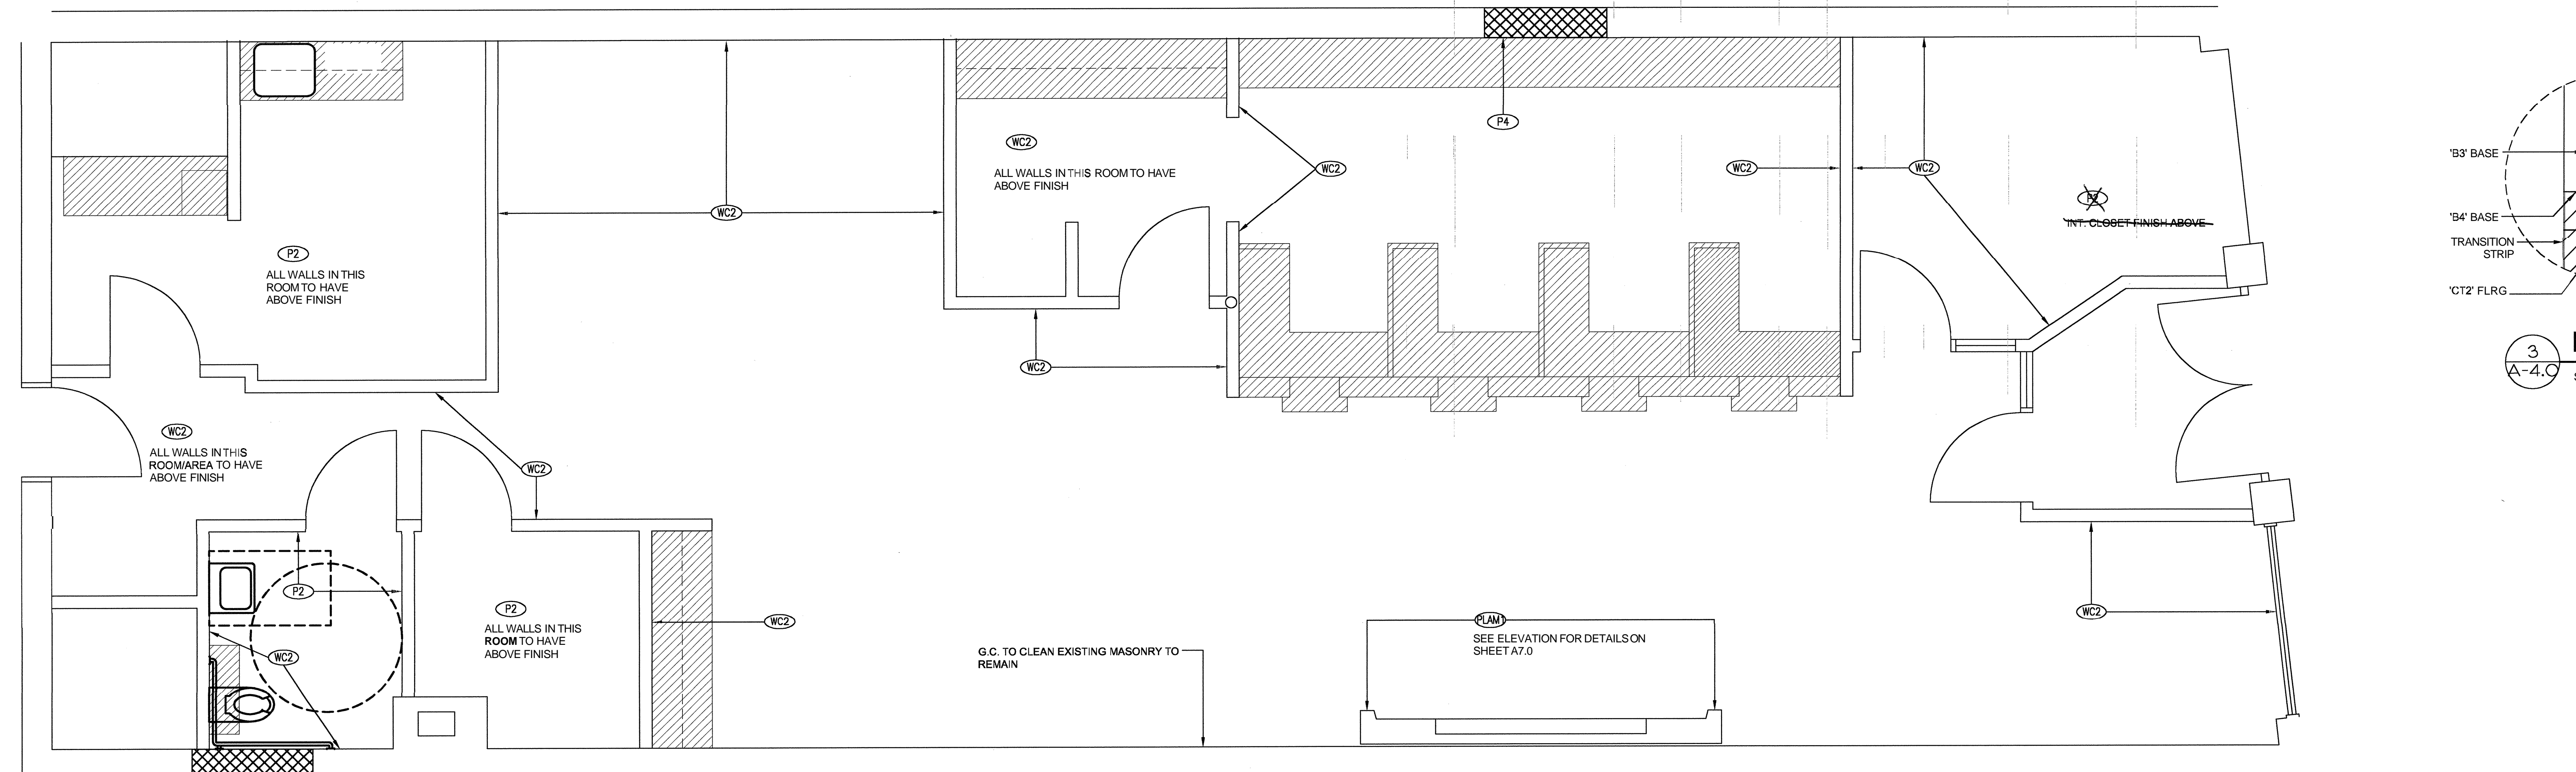 P4
WC2
ALL WALLS IN THIS ROOM TO HAVE
ABOVE FINISH
WC2
WC2
WC2
WC2
P2
INT. CLOSET FINISH ABOVE
P2
ALL WALLS IN THIS
ROOM TO HAVE
ABOVE FINISH
WC2
WC2
ALL WALLS IN THIS
ROOM/AREA TO HAVE
ABOVE FINISH
WC2
P2
P2
ALL WALLS IN THIS
ROOM TO HAVE
ABOVE FINISH
WC2
WC2
G.C. TO CLEAN EXISTING MASONRY TO
REMAIN
PLAM1
SEE ELEVATION FOR DETAILS ON
SHEET A7.0
WC2
'B3' BASE
'B4' BASE
TRANSITION
STRIP
'CT2' FLRG
3
A-4.0